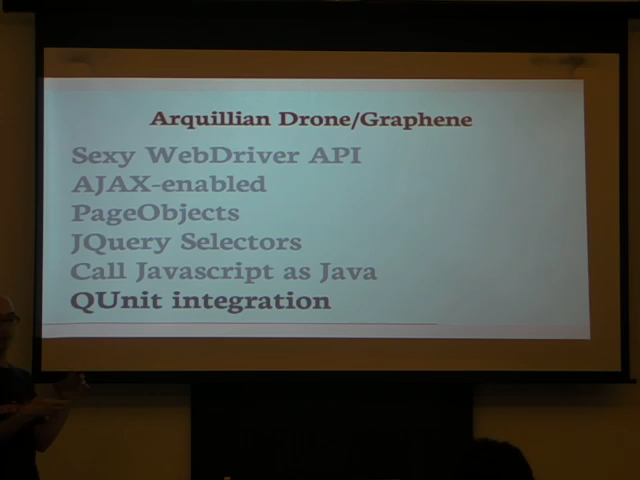 Arquillian Drone/Graphene
Sexy WebDriver API
AJAX-enabled
PageObjects
JQuery Selectors
Call Javascript as Java
QUnit integration